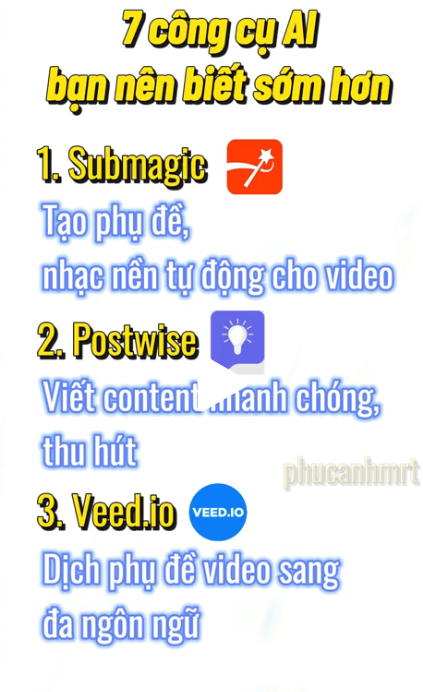 7 công cụ AI
bạn nên biết sớm hơn
1. Submagic
Tạo phụ đề,
nhạc nền tự động cho video
2. Postwise
Viết content nhanh chóng,
thu hút
phucanhmrt
3. Veed.io
VEED.IO
Dịch phụ đề video sang
đa ngôn ngữ